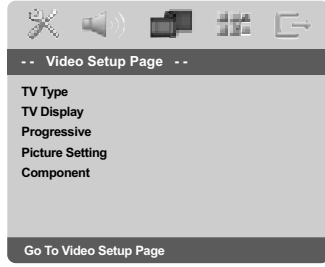 - - Video Setup Page - -
TV Type
TV Display
Progressive
Picture Setting
Component
Go To Video Setup Page